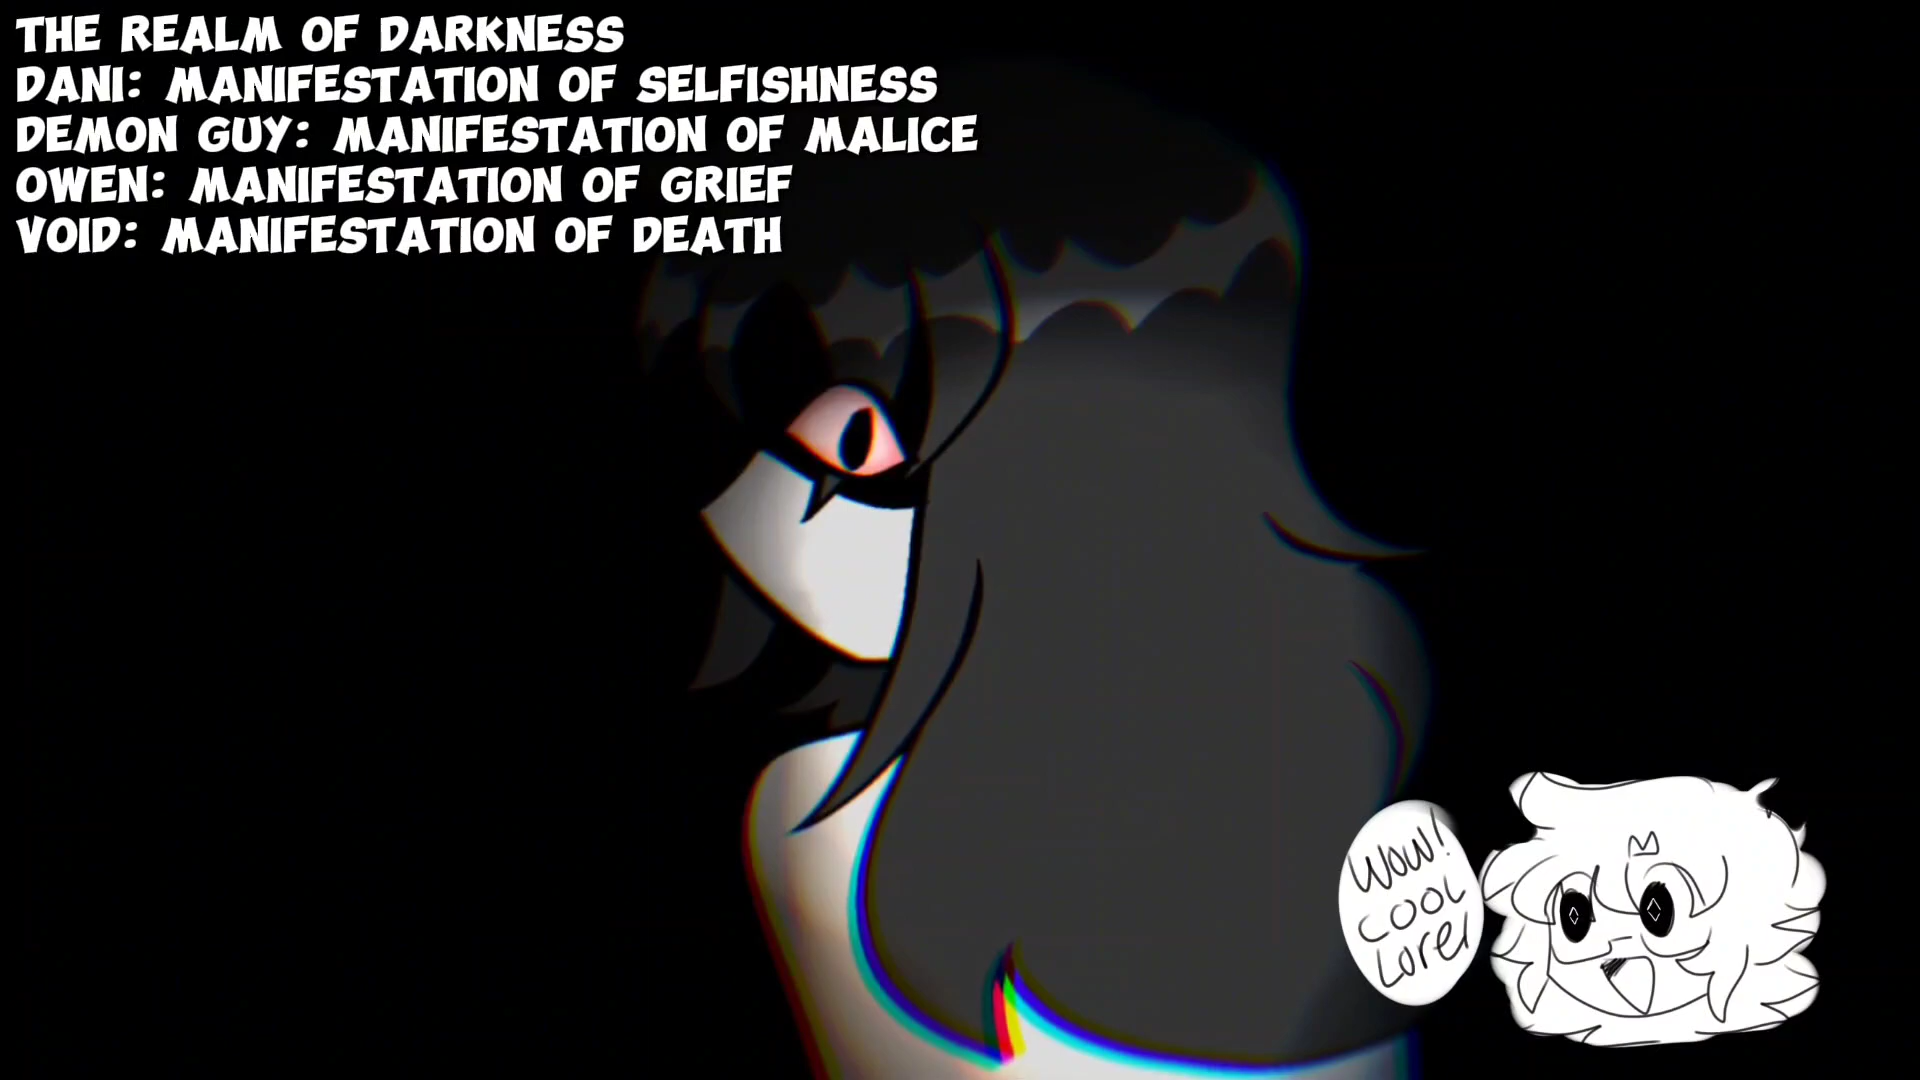 THE REALM OF DARKNESS
DANI: MANIFESTATION OF SELFISHNESS
DEMON GUY: MANIFESTATION OF MALICE
OWEN: MANIFESTATION OF GRIEF
VOID: MANIFESTATION OF DEATH
Wow!
COOL
Lore!